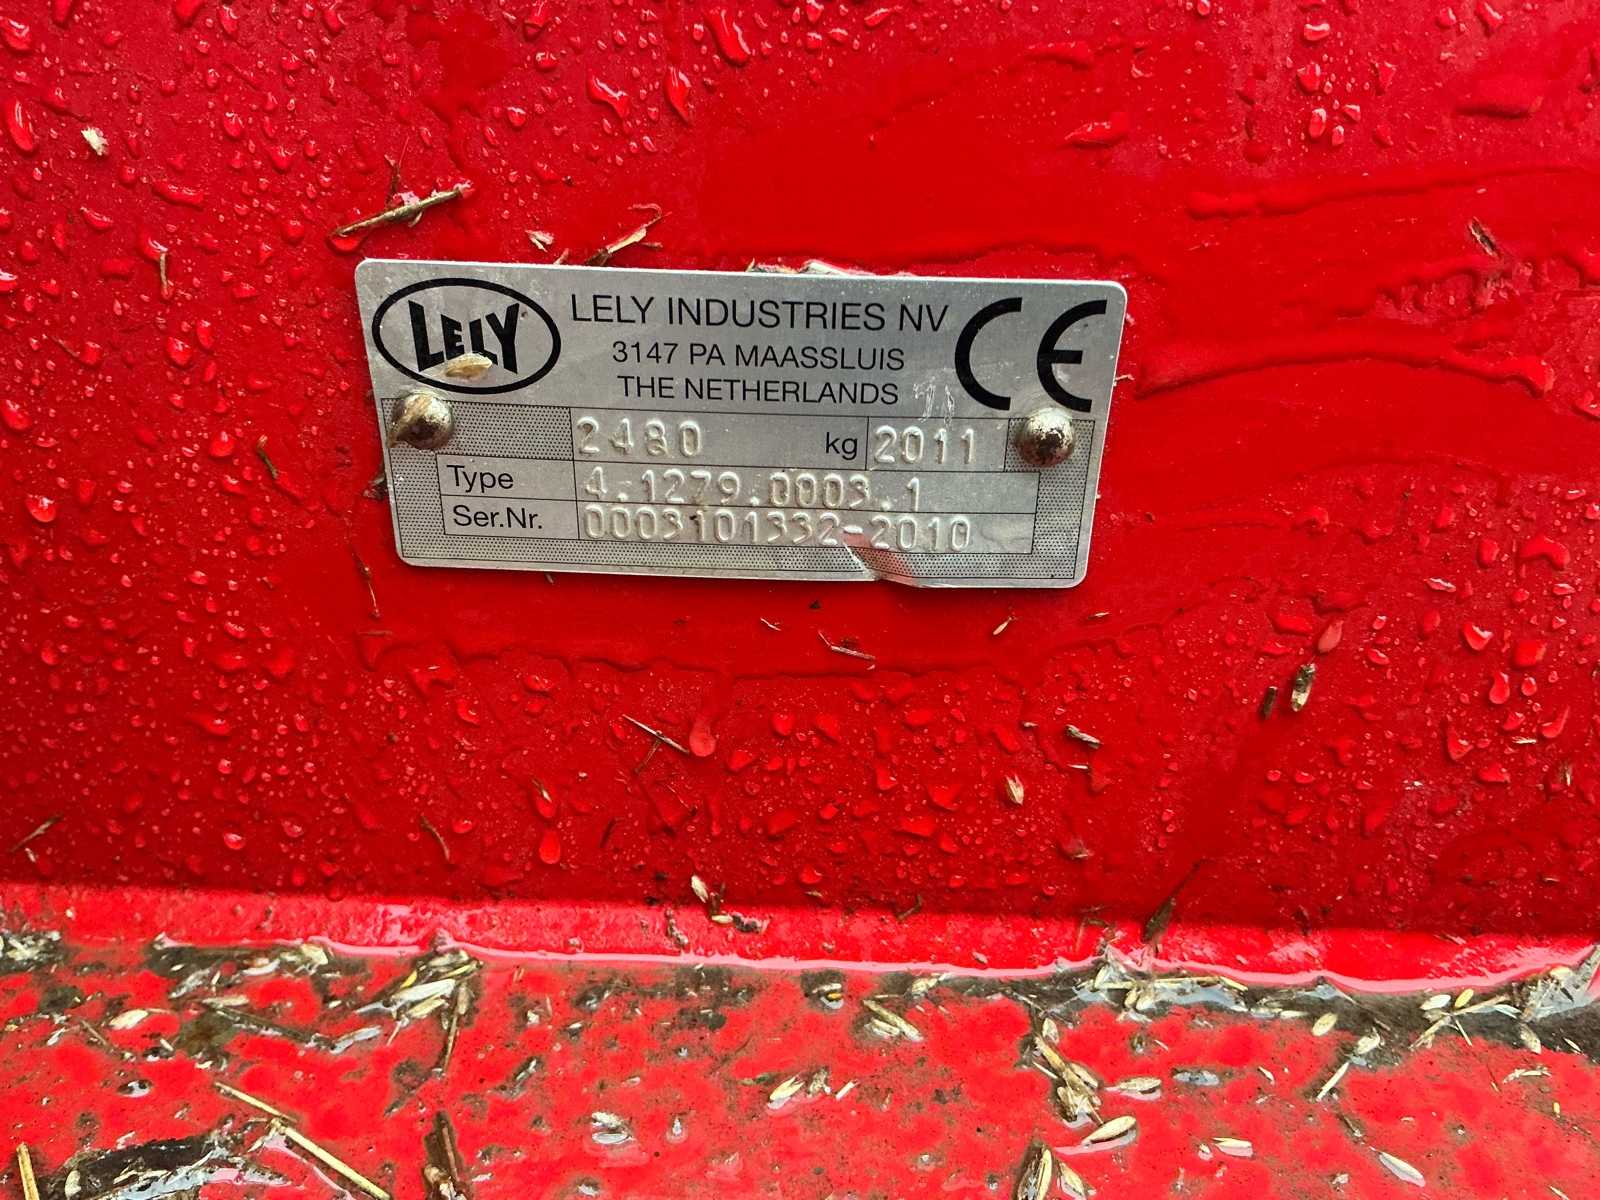 LELY
LELY INDUSTRIES NV
3147 PA MAASSLUIS
THE NETHERLANDS
CE
2480 kg 2011
Type 4.1279.0003.1
Ser.Nr. 0003101332-2010